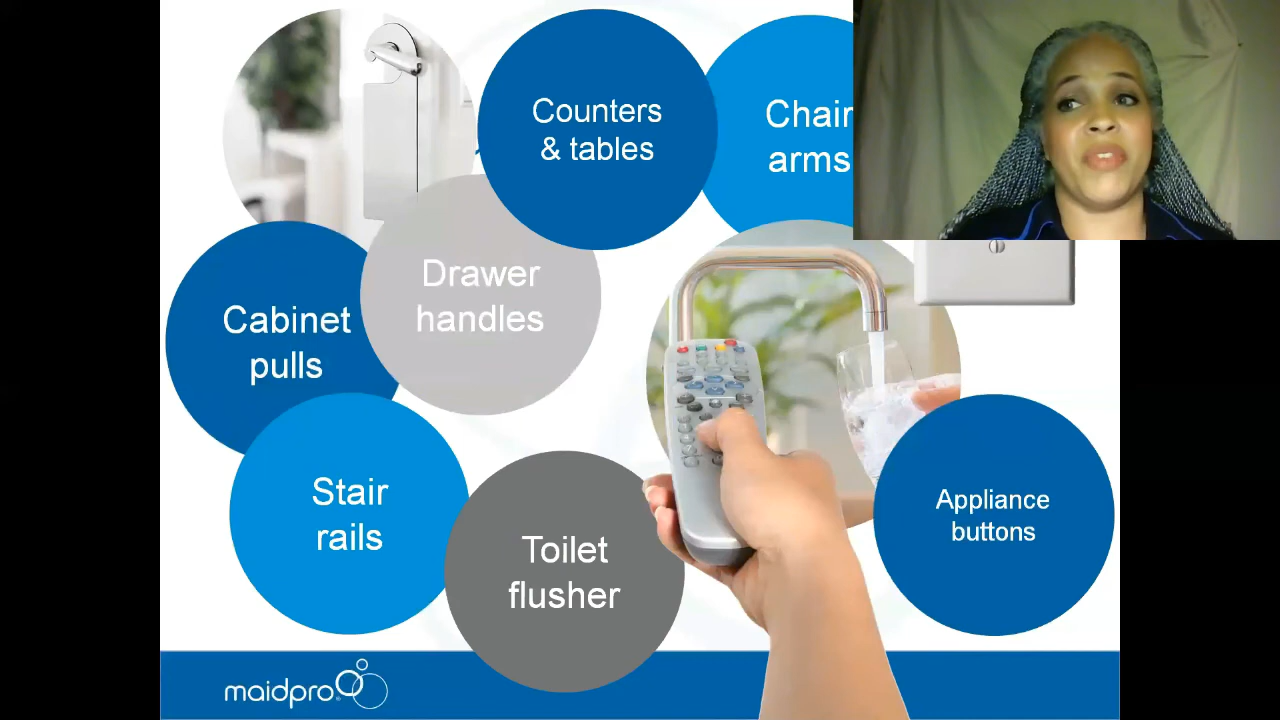 Counters
& tables
Chair
arms
Drawer
handles
Cabinet
pulls
Stair
rails
Toilet
flusher
Appliance
buttons
maidpro